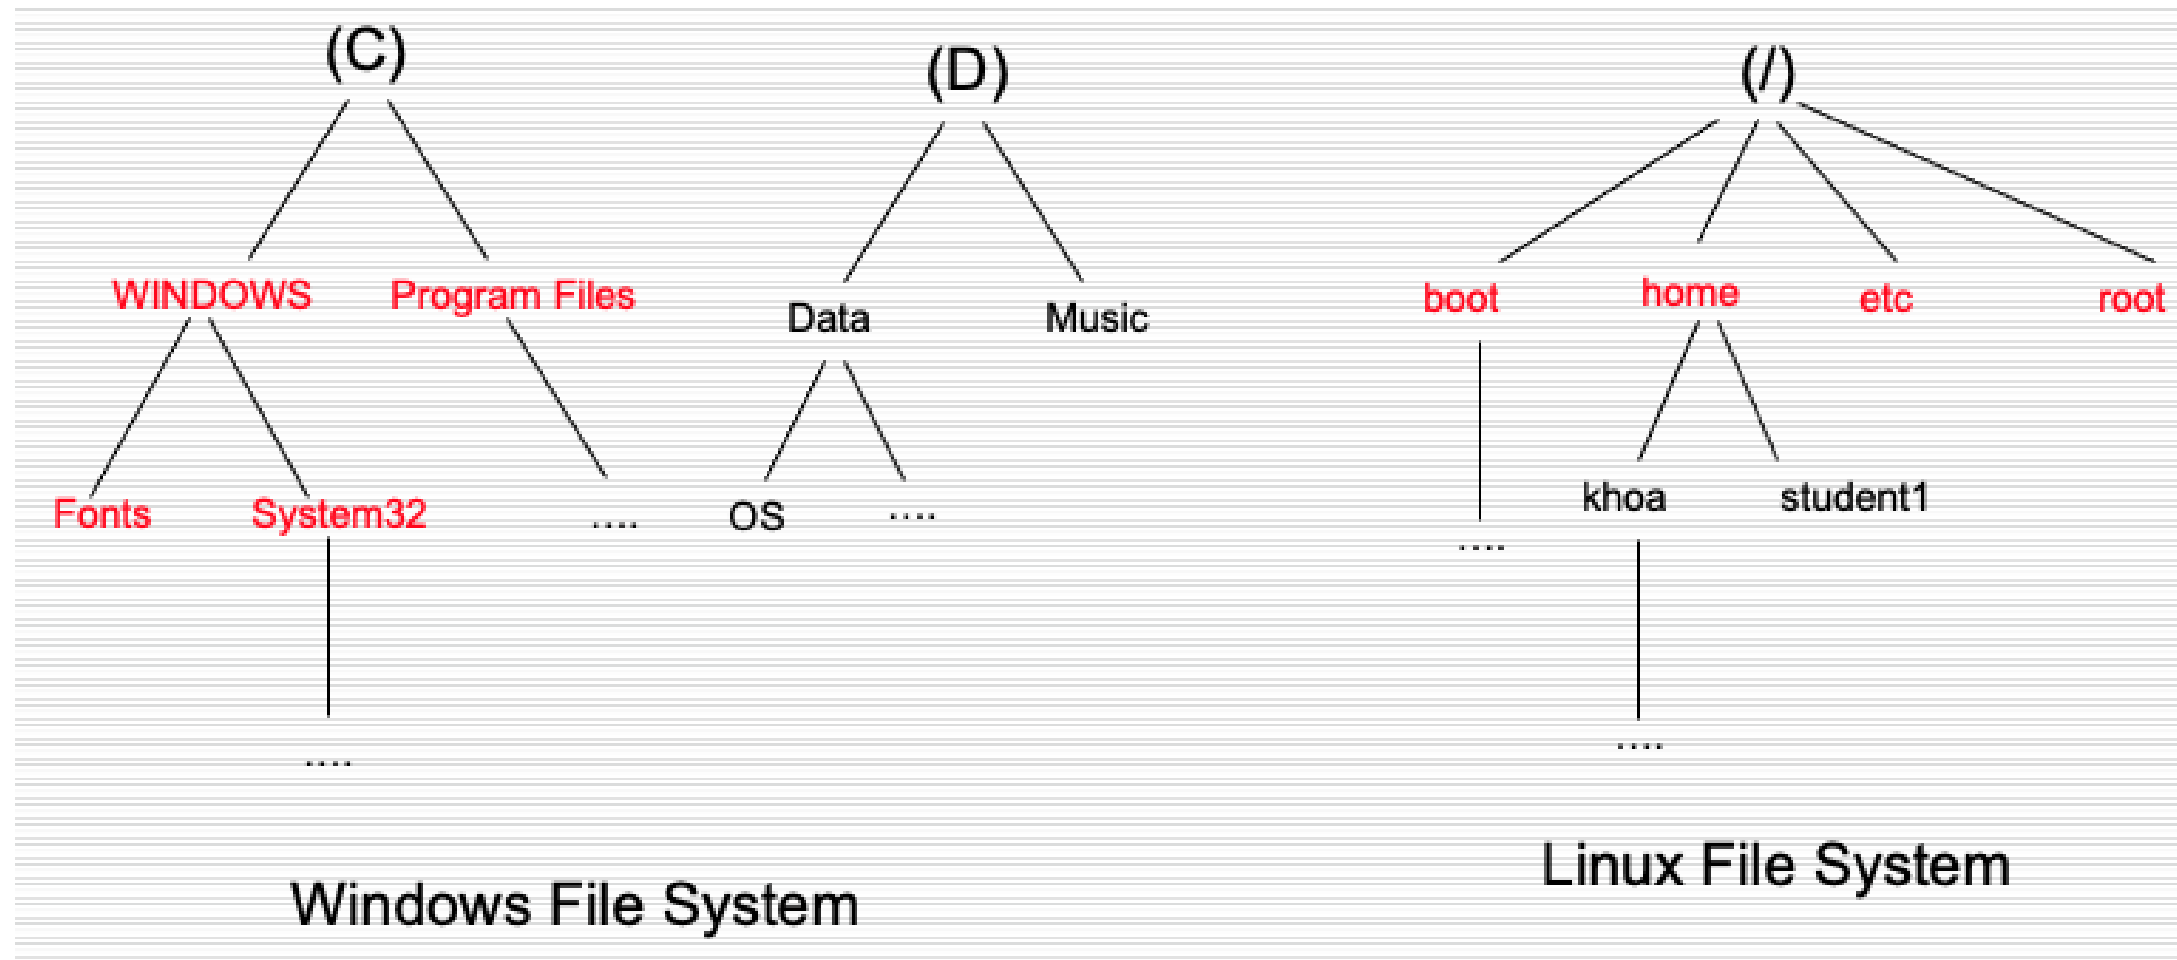 (C)
(D)
(/)
WINDOWS
Program Files
Data
Music
boot
home
etc
root
Fonts
System32
....
OS
....
khoa
student1
....
....
....
Windows File System
Linux File System